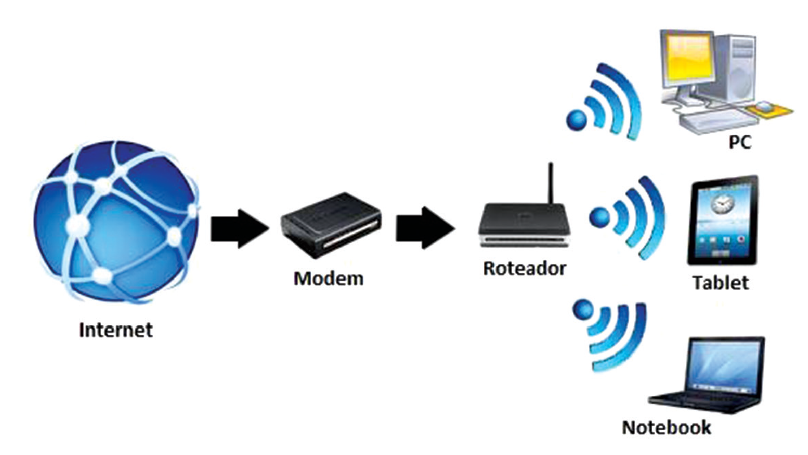 PC
Internet
Modem
Roteador
Tablet
Notebook